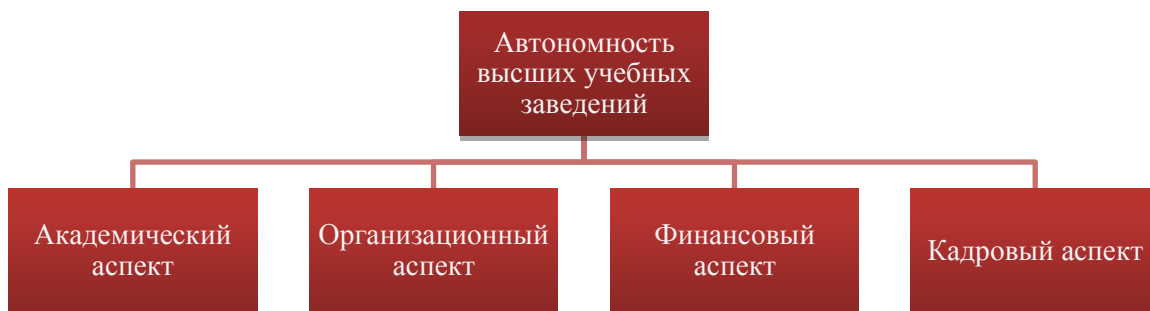 Автономность
высших учебных
заведений
Академический
аспект
Организационный
аспект
Финансовый
аспект
Кадровый аспект